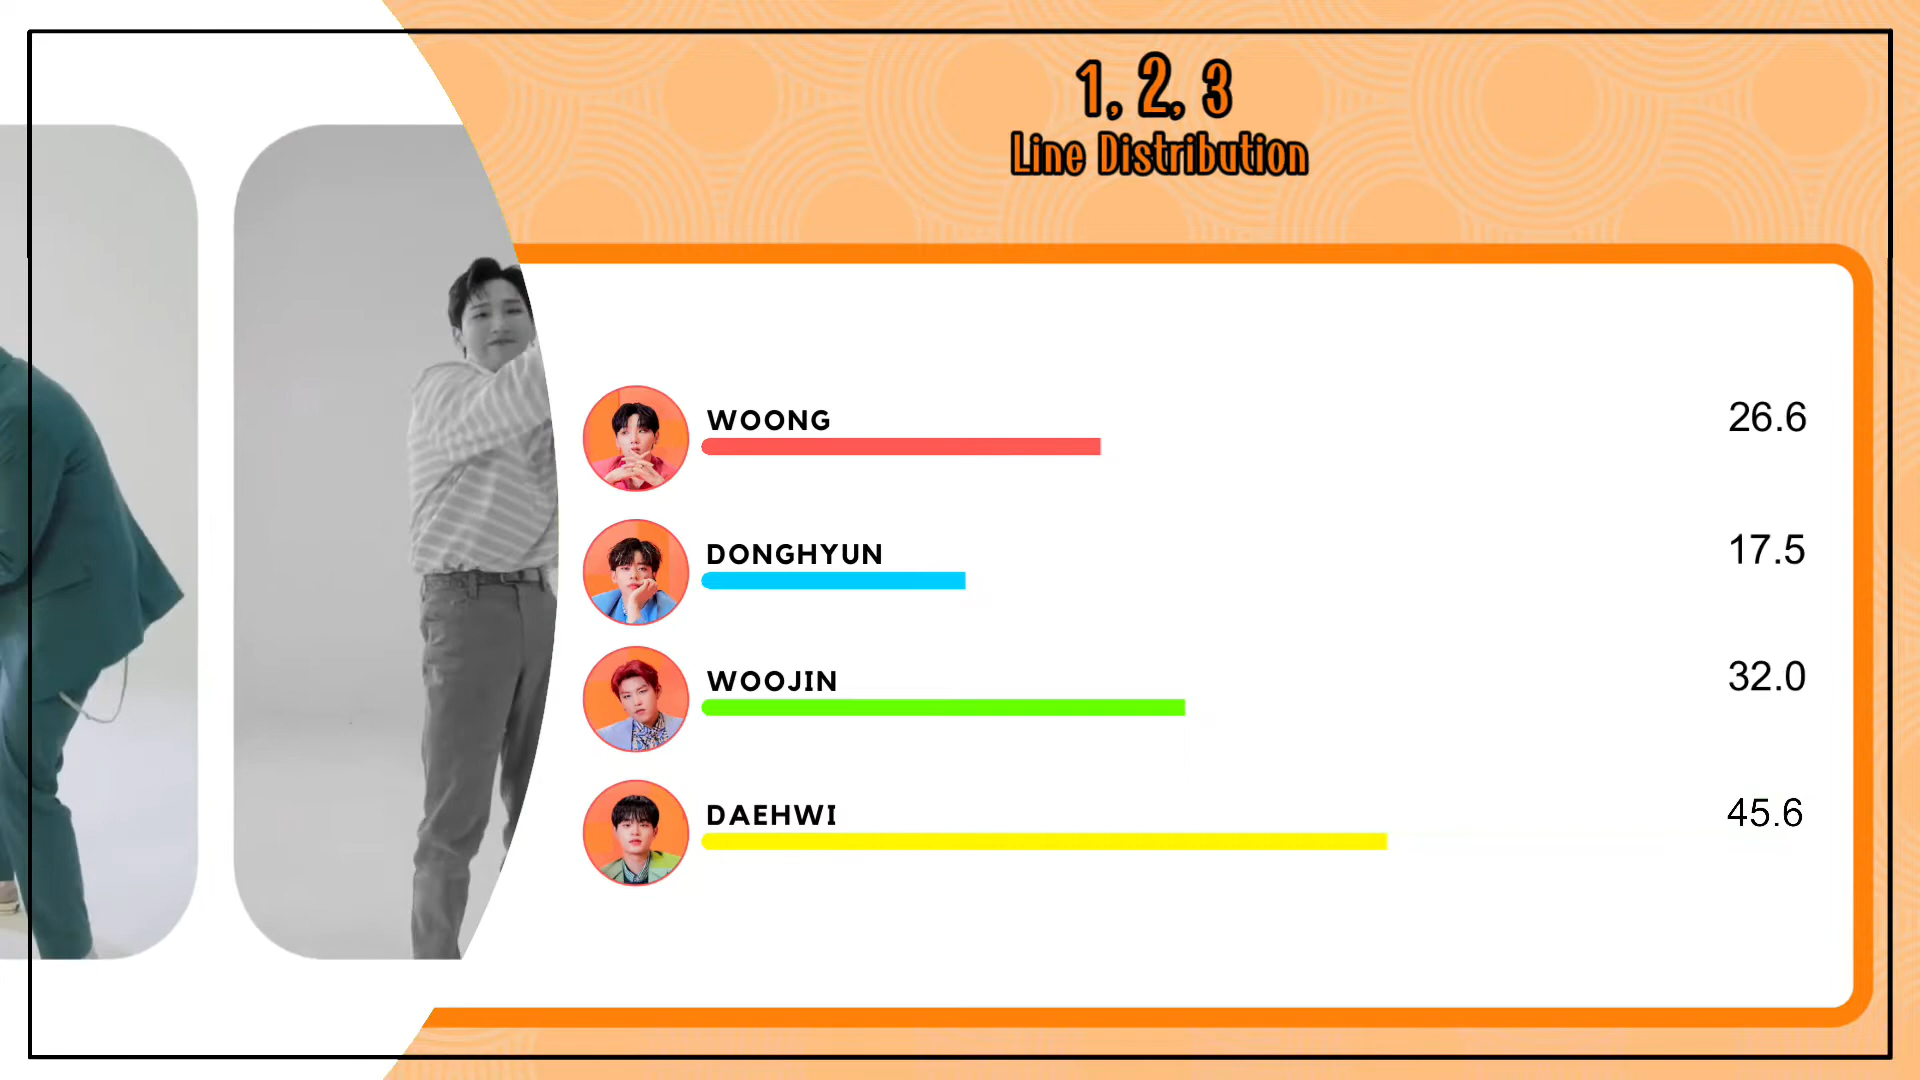 1, 2, 3
Line Distribution
WOONG
26.6
DONGHYUN
17.5
WOOJIN
32.0
DAEHWI
45.6